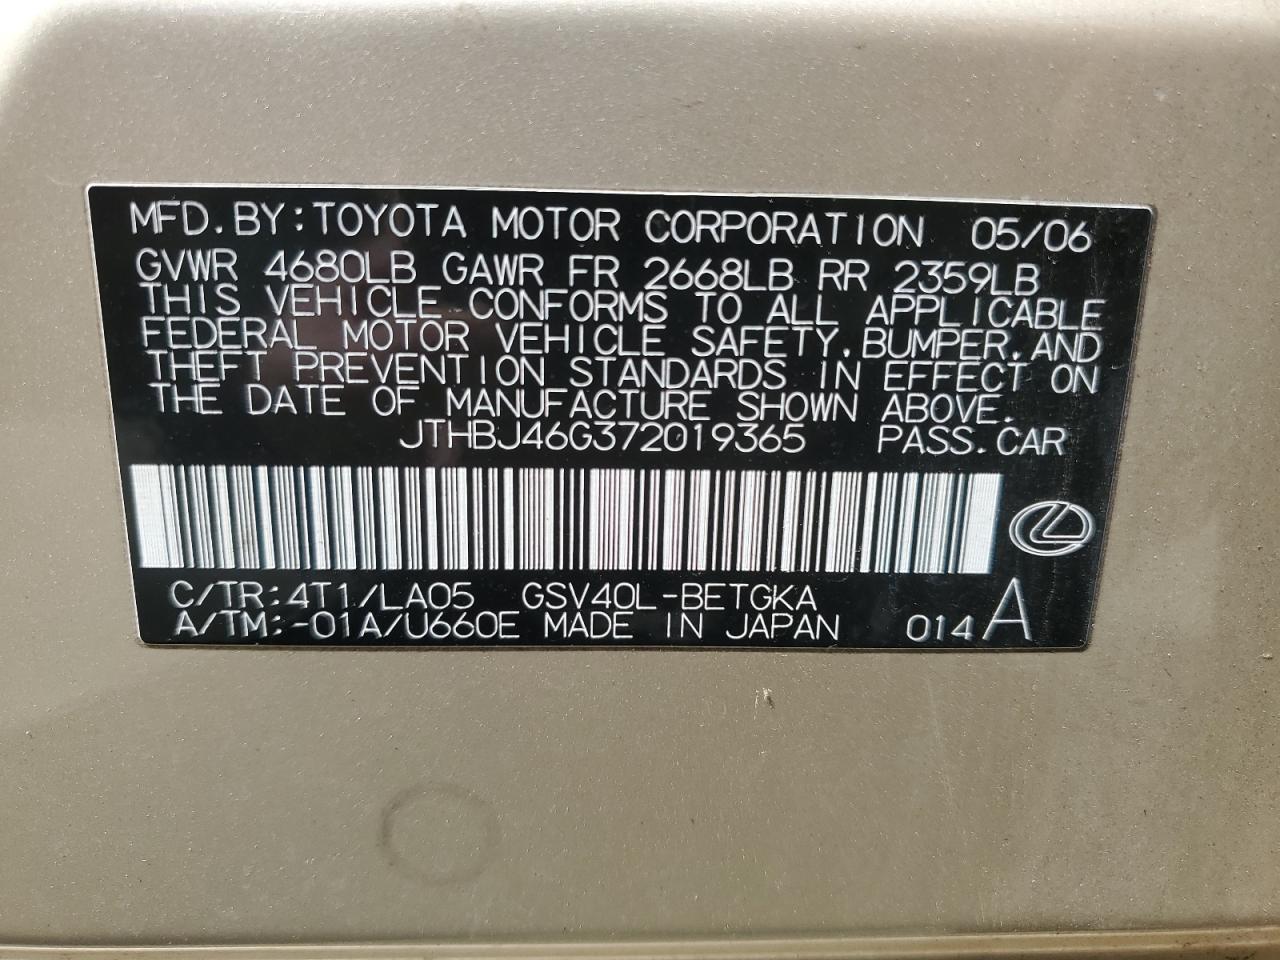 MFD.BY:TOYOTA MOTOR CORPORATION 05/06
GVWR 4680LB GAWR FR 2668LB RR 2359LB
THIS VEHICLE CONFORMS TO ALL APPLICABLE
FEDERAL MOTOR VEHICLE SAFETY,BUMPER,AND
THEFT PREVENTION STANDARDS IN EFFECT ON
THE DATE OF MANUFACTURE SHOWN ABOVE.
JTHBJ46G372019365 PASS.CAR
C/TR:4T1/LA05 GSV40L-BETGKA
A/TM:-01A/U660E MADE IN JAPAN 014 A